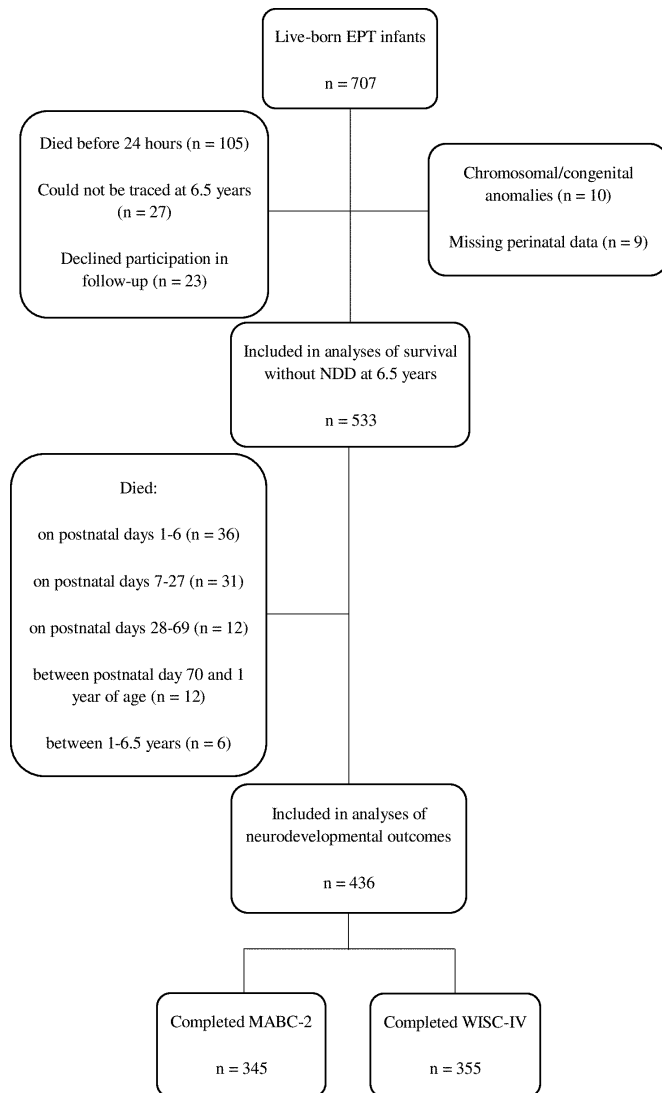 Live-born EPT infants
n = 707
Died before 24 hours (n = 105)
Could not be traced at 6.5 years
(n = 27)
Declined participation in
follow-up (n = 23)
Chromosomal/congenital
anomalies (n = 10)
Missing perinatal data (n = 9)
Included in analyses of survival
without NDD at 6.5 years
n = 533
Died:
on postnatal days 1-6 (n = 36)
on postnatal days 7-27 (n = 31)
on postnatal days 28-69 (n = 12)
between postnatal day 70 and 1
year of age (n = 12)
between 1-6.5 years (n = 6)
Included in analyses of
neurodevelopmental outcomes
n = 436
Completed MABC-2
n = 345
Completed WISC-IV
n = 355